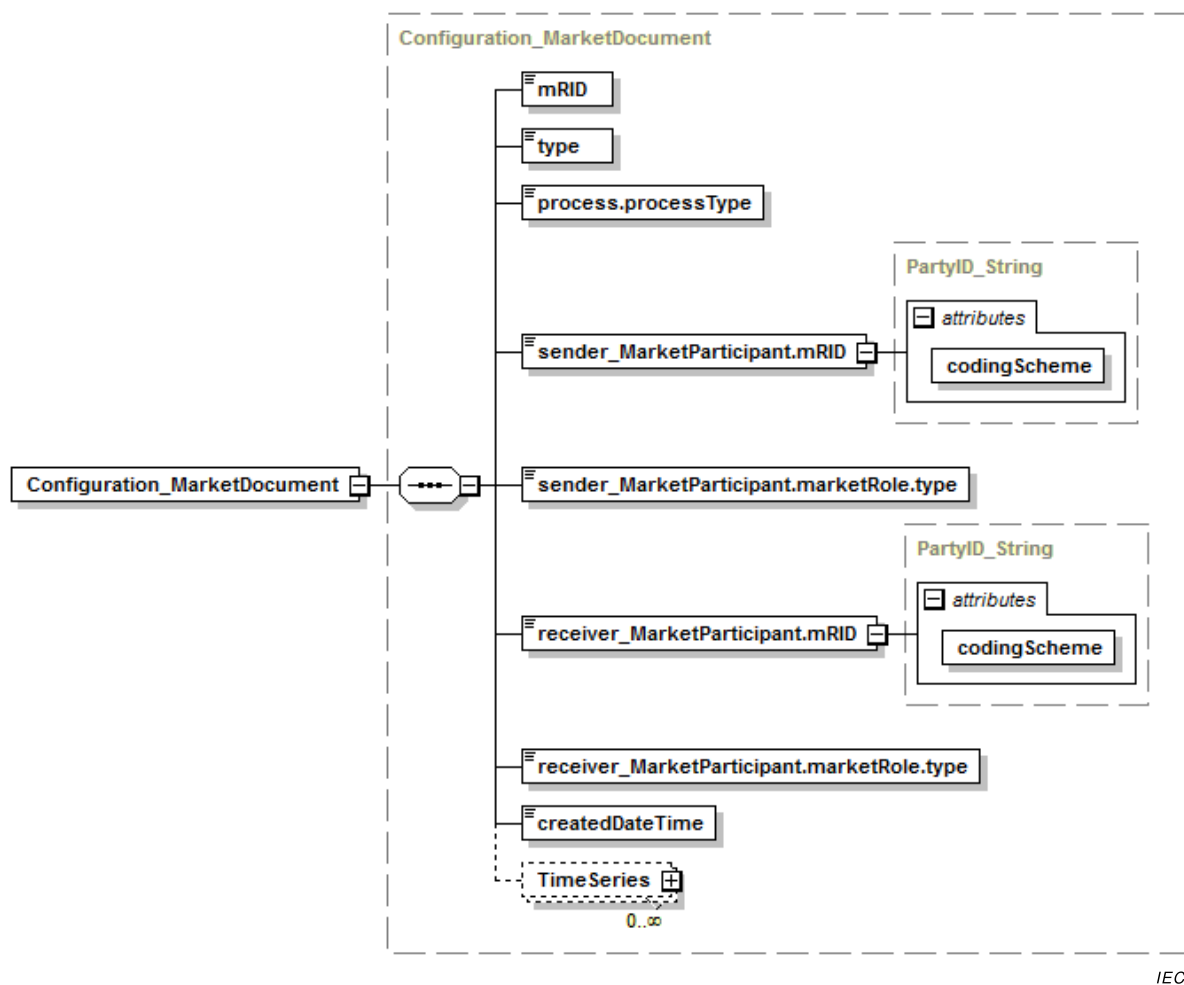 Configuration_MarketDocument
mRID
type
process.processType
PartyID_String
attributes
sender_MarketParticipant.mRID
codingScheme
Configuration_MarketDocument
sender_MarketParticipant.marketRole.type
PartyID_String
attributes
receiver_MarketParticipant.mRID
codingScheme
receiver_MarketParticipant.marketRole.type
createdDateTime
TimeSeries
0..∞
IEC